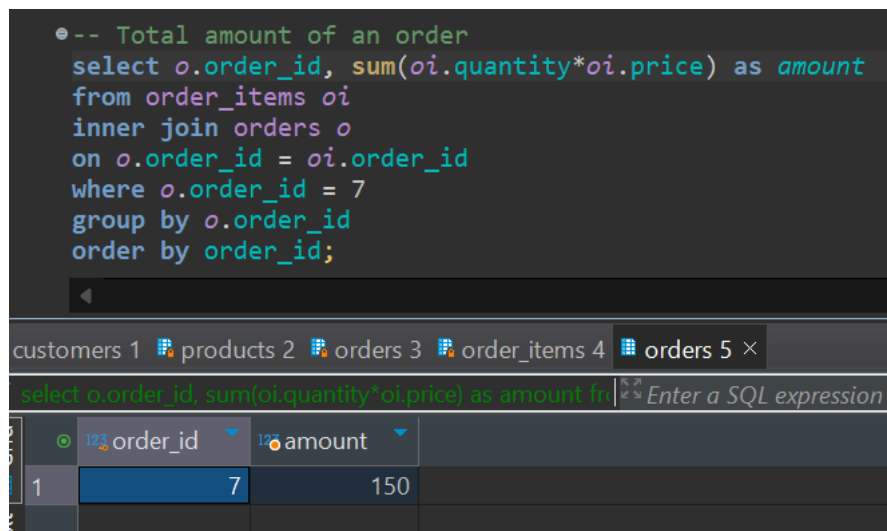 -- Total amount of an order
select o.order_id, sum(oi.quantity*oi.price) as amount
from order_items oi
inner join orders o
on o.order_id = oi.order_id
where o.order_id = 7
group by o.order_id
order by order_id;
customers 1 products 2 orders 3 order_items 4 orders 5 ×
select o.order_id, sum(oi.quantity*oi.price) as amount Enter a SQL expression
123 order_id 123 amount
1 7 150